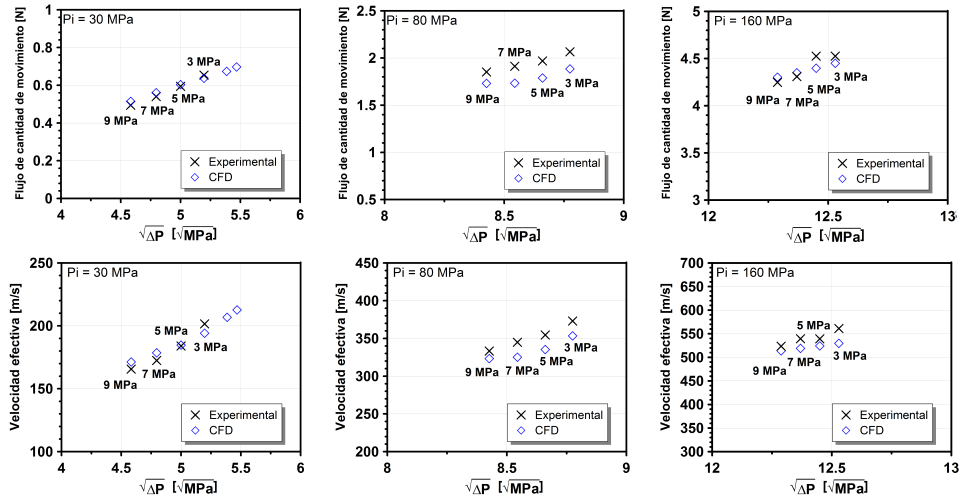 Pi = 30 MPa
Flujo de cantidad de movimiento [N]
1
0.8
0.6
0.4
0.2
0
3 MPa
5 MPa
7 MPa
9 MPa
Experimental
CFD
4
4.5
5
5.5
6
√ΔP [√MPa]
Pi = 80 MPa
Flujo de cantidad de movimiento [N]
2.5
2
1.5
1
0.5
0
7 MPa
3 MPa
5 MPa
9 MPa
Experimental
CFD
8
8.5
9
√ΔP [√MPa]
Pi = 160 MPa
Flujo de cantidad de movimiento [N]
5
4.5
4
3.5
3
3 MPa
5 MPa
7 MPa
9 MPa
Experimental
CFD
12
12.5
13
√ΔP [√MPa]
Pi = 30 MPa
Velocidad efectiva [m/s]
250
200
150
100
5 MPa
3 MPa
7 MPa
9 MPa
Experimental
CFD
4
4.5
5
5.5
6
√ΔP [√MPa]
Pi = 80 MPa
Velocidad efectiva [m/s]
450
400
350
300
250
200
3 MPa
5 MPa
7 MPa
9 MPa
Experimental
CFD
8
8.5
9
√ΔP [√MPa]
Pi = 160 MPa
Velocidad efectiva [m/s]
700
650
600
550
500
450
400
350
300
5 MPa
3 MPa
7 MPa
9 MPa
Experimental
CFD
12
12.5
13
√ΔP [√MPa]